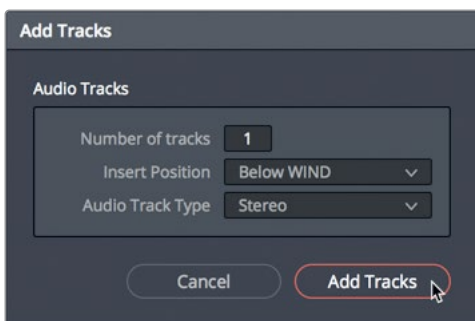 Add Tracks
Audio Tracks
Number of tracks 1
Insert Position Below WIND
Audio Track Type Stereo
Cancel Add Tracks